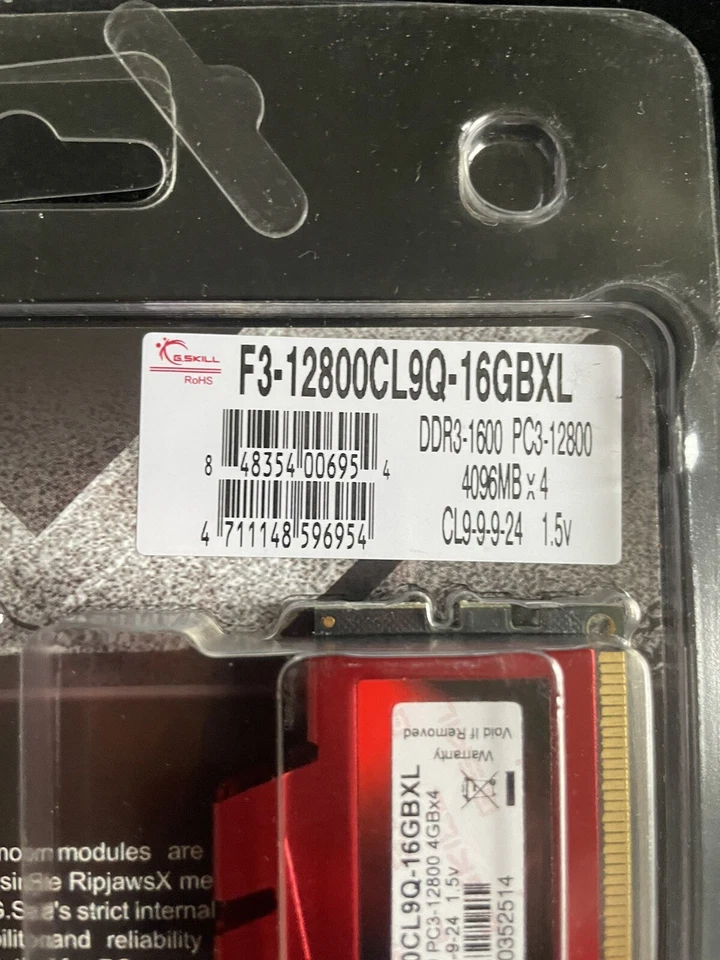 G.SKILL
RoHS
F3-12800CL9Q-16GBXL
DDR3-1600 PC3-12800
4096MB x 4
CL9-9-9-24 1.5v
8 48354 00695 4
4 711148 596954
Void If Removed
Warranty
0CL9Q-16GBXL
PC3-12800 4GBx4
-9-24 1.5v
0352514
modules are
RipjawsX me
strict internal
and reliability